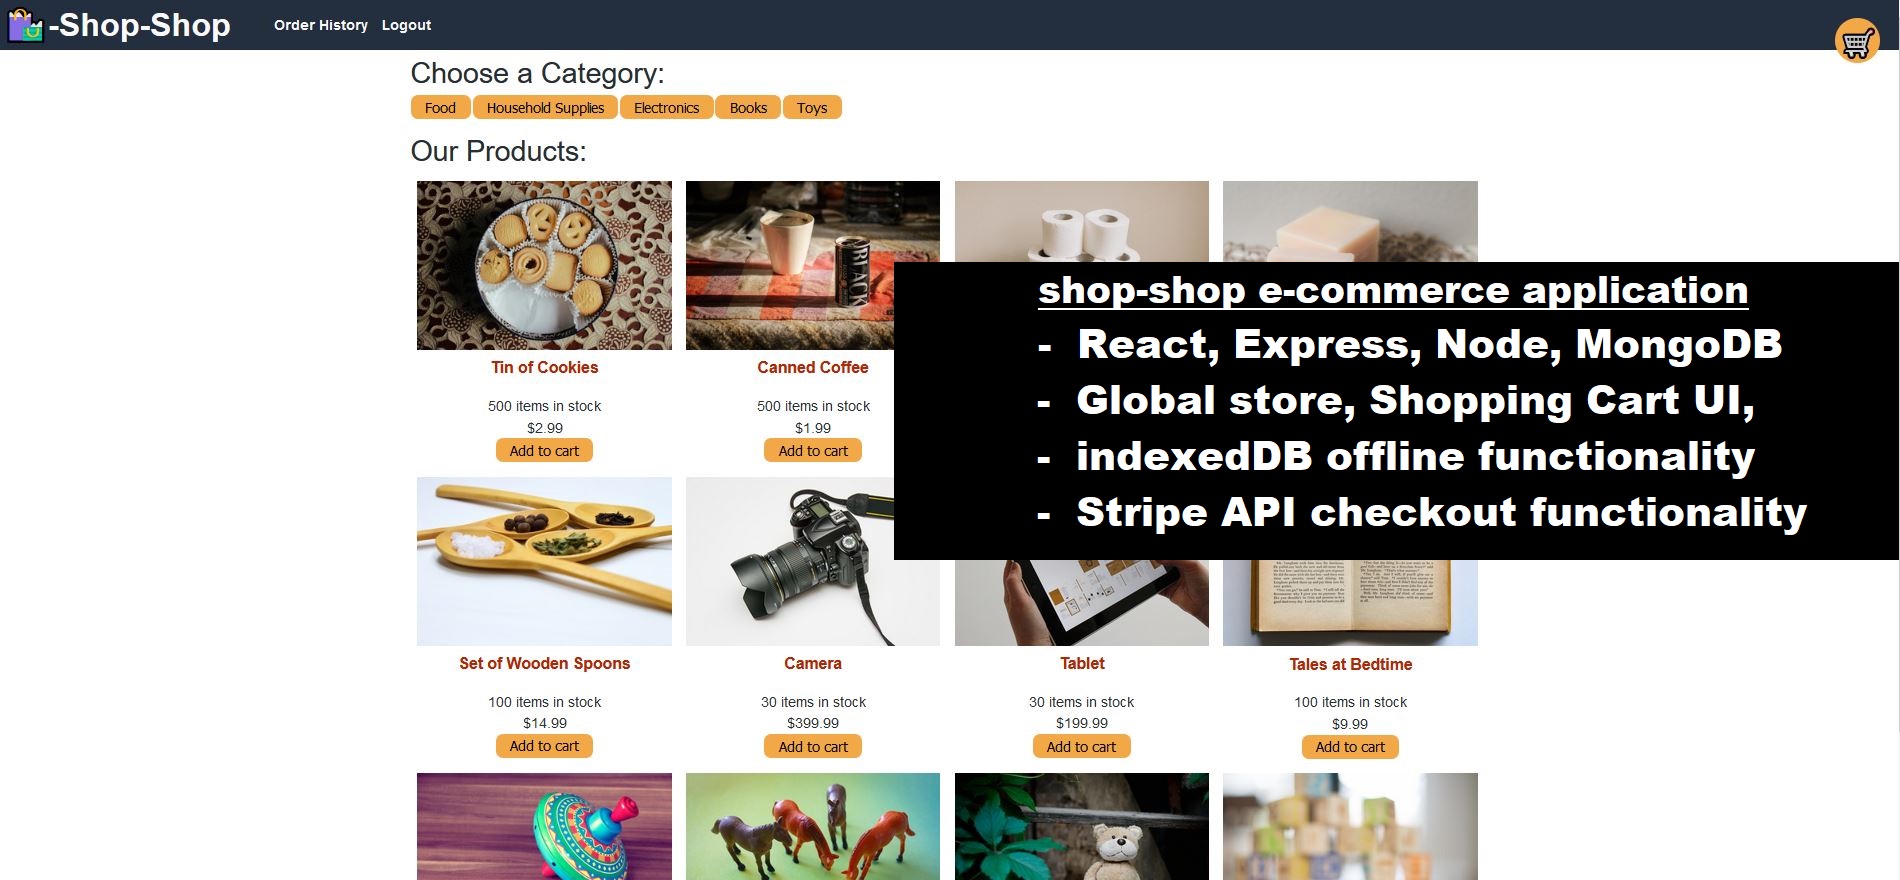 -Shop-Shop
Order History Logout
Choose a Category:
Food Household Supplies Electronics Books Toys
Our Products:
BLACK
shop-shop e-commerce application
- React, Express, Node, MongoDB
- Global store, Shopping Cart UI,
- indexedDB offline functionality
- Stripe API checkout functionality
Tin of Cookies Canned Coffee
500 items in stock 500 items in stock
$2.99 $1.99
Add to cart Add to cart
Set of Wooden Spoons Camera Tablet Tales at Bedtime
100 items in stock 30 items in stock 30 items in stock 100 items in stock
$14.99 $399.99 $199.99 $9.99
Add to cart Add to cart Add to cart Add to cart